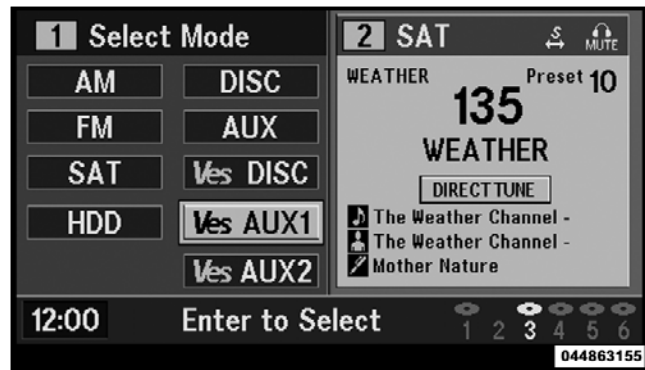 1 Select Mode
AM
DISC
FM
AUX
SAT
Ves DISC
HDD
Ves AUX1
Ves AUX2
2 SAT
S
MUTE
WEATHER
Preset 10
135
WEATHER
DIRECT TUNE
The Weather Channel -
The Weather Channel -
Mother Nature
12:00
Enter to Select
1 2 3 4 5 6
044863155